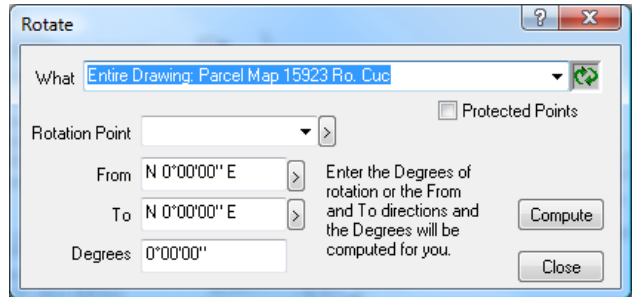 Rotate
What Entire Drawing: Parcel Map 15923 Ro. Cuc
Protected Points
Rotation Point
From N 0°00'00" E
To N 0°00'00" E
Degrees 0°00'00"
Enter the Degrees of
rotation or the From
and To directions and
the Degrees will be
computed for you.
Compute
Close